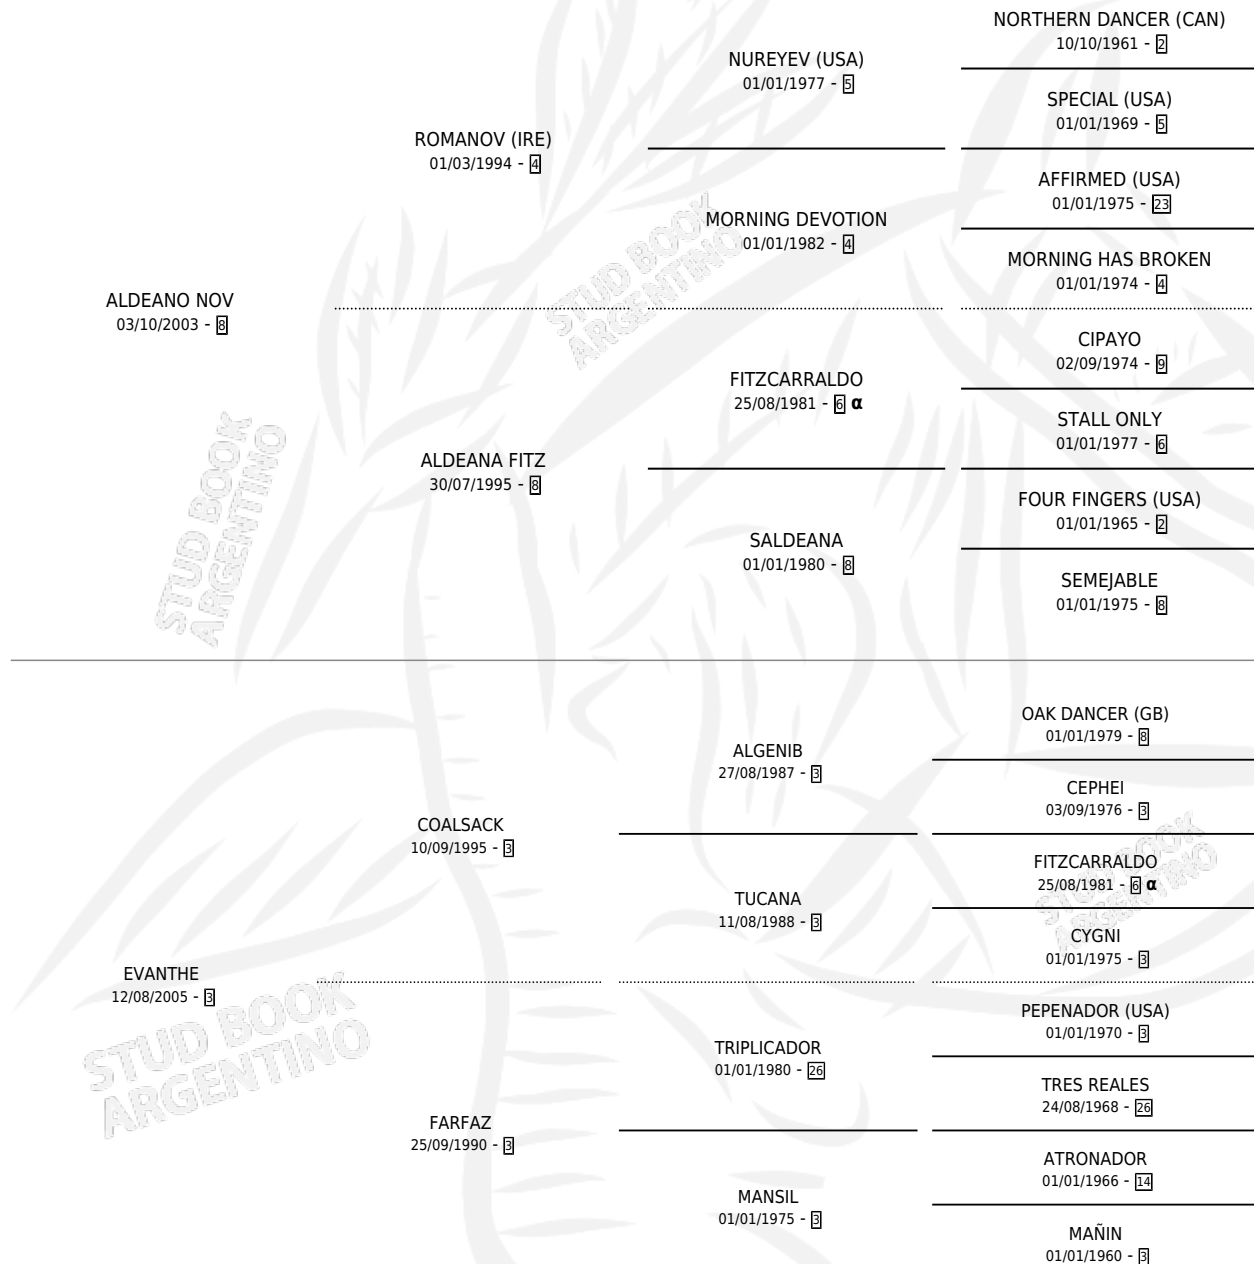 NORTHERN DANCER (CAN)
10/10/1961 - 2
NUREYEV (USA)
01/01/1977 - 5
SPECIAL (USA)
01/01/1969 - 5
ROMANOV (IRE)
01/03/1994 - 4
AFFIRMED (USA)
01/01/1975 - 23
MORNING DEVOTION
01/01/1982 - 4
MORNING HAS BROKEN
01/01/1974 - 4
ALDEANO NOV
03/10/2003 - 8
CIPAYO
02/09/1974 - 9
FITZCARRALDO
25/08/1981 - 6 α
STALL ONLY
01/01/1977 - 6
ALDEANA FITZ
30/07/1995 - 8
FOUR FINGERS (USA)
01/01/1965 - 2
SALDEANA
01/01/1980 - 8
SEMEJABLE
01/01/1975 - 8
OAK DANCER (GB)
01/01/1979 - 8
ALGENIB
27/08/1987 - 3
CEPHEI
03/09/1976 - 3
COALSACK
10/09/1995 - 3
FITZCARRALDO
25/08/1981 - 6 α
TUCANA
11/08/1988 - 3
CYGNI
01/01/1975 - 3
EVANTHE
12/08/2005 - 3
PEPENADOR (USA)
01/01/1970 - 3
TRIPLICADOR
01/01/1980 - 26
TRES REALES
24/08/1968 - 26
FARFAZ
25/09/1990 - 3
ATRONADOR
01/01/1966 - 14
MANSIL
01/01/1975 - 3
MAÑIN
01/01/1960 - 3
STUD BOOK
ARGENTINO
STUD BOOK
ARGENTINO
STUD BOOK
ARGENTINO
STUD BOOK
ARGENTINO